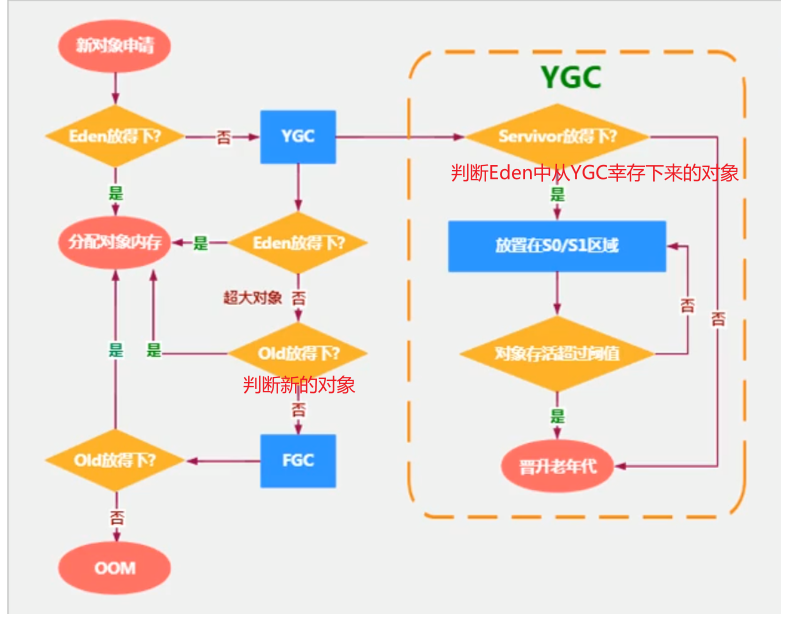 新对象申请
YGC
Eden放得下?
否
YGC
Servivor放得下?
判断Eden中从YGC幸存下来的对象
是
是
分配对象内存
是
Eden放得下?
放置在S0/S1区域
超大对象
否
否
否
是
是
Old放得下?
对象存活超过阈值
判断新的对象
否
是
Old放得下?
FGC
晋升老年代
否
OOM